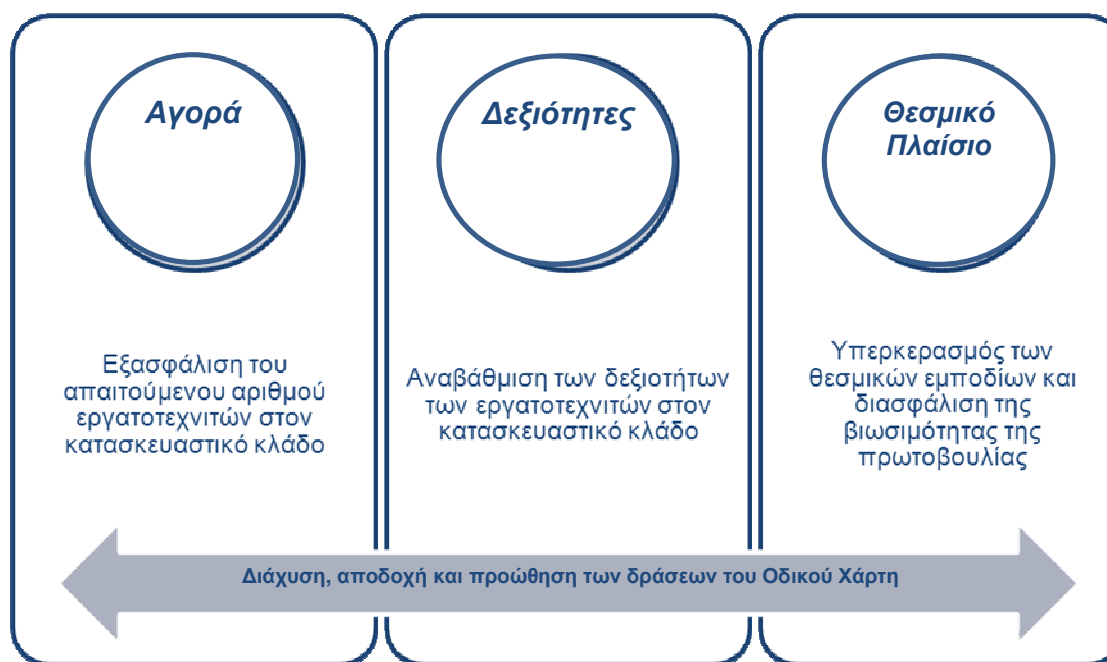 Αγορά
Εξασφάλιση του
απαιτούμενου αριθμού
εργατοτεχνιτών στον
κατασκευαστικό κλάδο
Δεξιότητες
Αναβάθμιση των δεξιοτήτων
των εργατοτεχνιτών στον
κατασκευαστικό κλάδο
Θεσμικό
Πλαίσιο
Υπερκερασμός των
θεσμικών εμποδίων και
διασφάλιση της
βιωσιμότητας της
πρωτοβουλίας
Διάχυση, αποδοχή και προώθηση των δράσεων του Οδικού Χάρτη